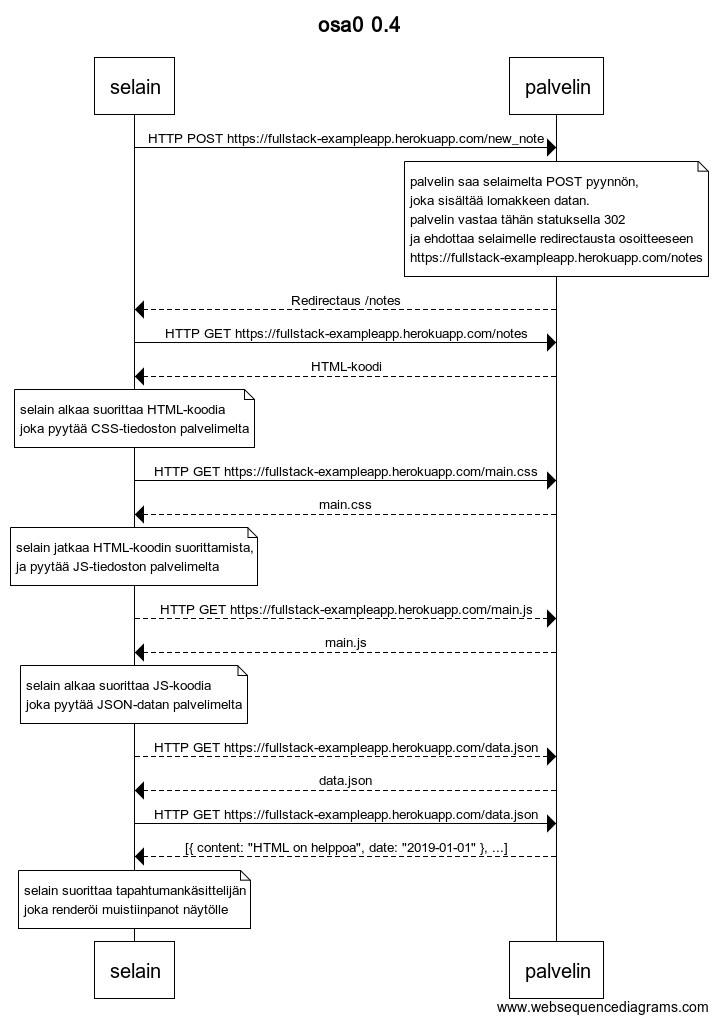 osa0 0.4
selain
palvelin
HTTP POST https://fullstack-exampleapp.herokuapp.com/new_note
palvelin saa selaimelta POST pyynnön,
joka sisältää lomakkeen datan.
palvelin vastaa tähän statuksella 302
ja ehdottaa selaimelle redirectausta osoitteeseen
https://fullstack-exampleapp.herokuapp.com/notes
Redirectaus /notes
HTTP GET https://fullstack-exampleapp.herokuapp.com/notes
HTML-koodi
selain alkaa suorittaa HTML-koodia
joka pyytää CSS-tiedoston palvelimelta
HTTP GET https://fullstack-exampleapp.herokuapp.com/main.css
main.css
selain jatkaa HTML-koodin suorittamista,
ja pyytää JS-tiedoston palvelimelta
HTTP GET https://fullstack-exampleapp.herokuapp.com/main.js
main.js
selain alkaa suorittaa JS-koodia
joka pyytää JSON-datan palvelimelta
HTTP GET https://fullstack-exampleapp.herokuapp.com/data.json
data.json
HTTP GET https://fullstack-exampleapp.herokuapp.com/data.json
[{ content: "HTML on helppoa", date: "2019-01-01" }, ...]
selain suorittaa tapahtumankäsittelijän
joka renderöi muistiinpanot näytölle
selain
palvelin
www.websequencediagrams.com